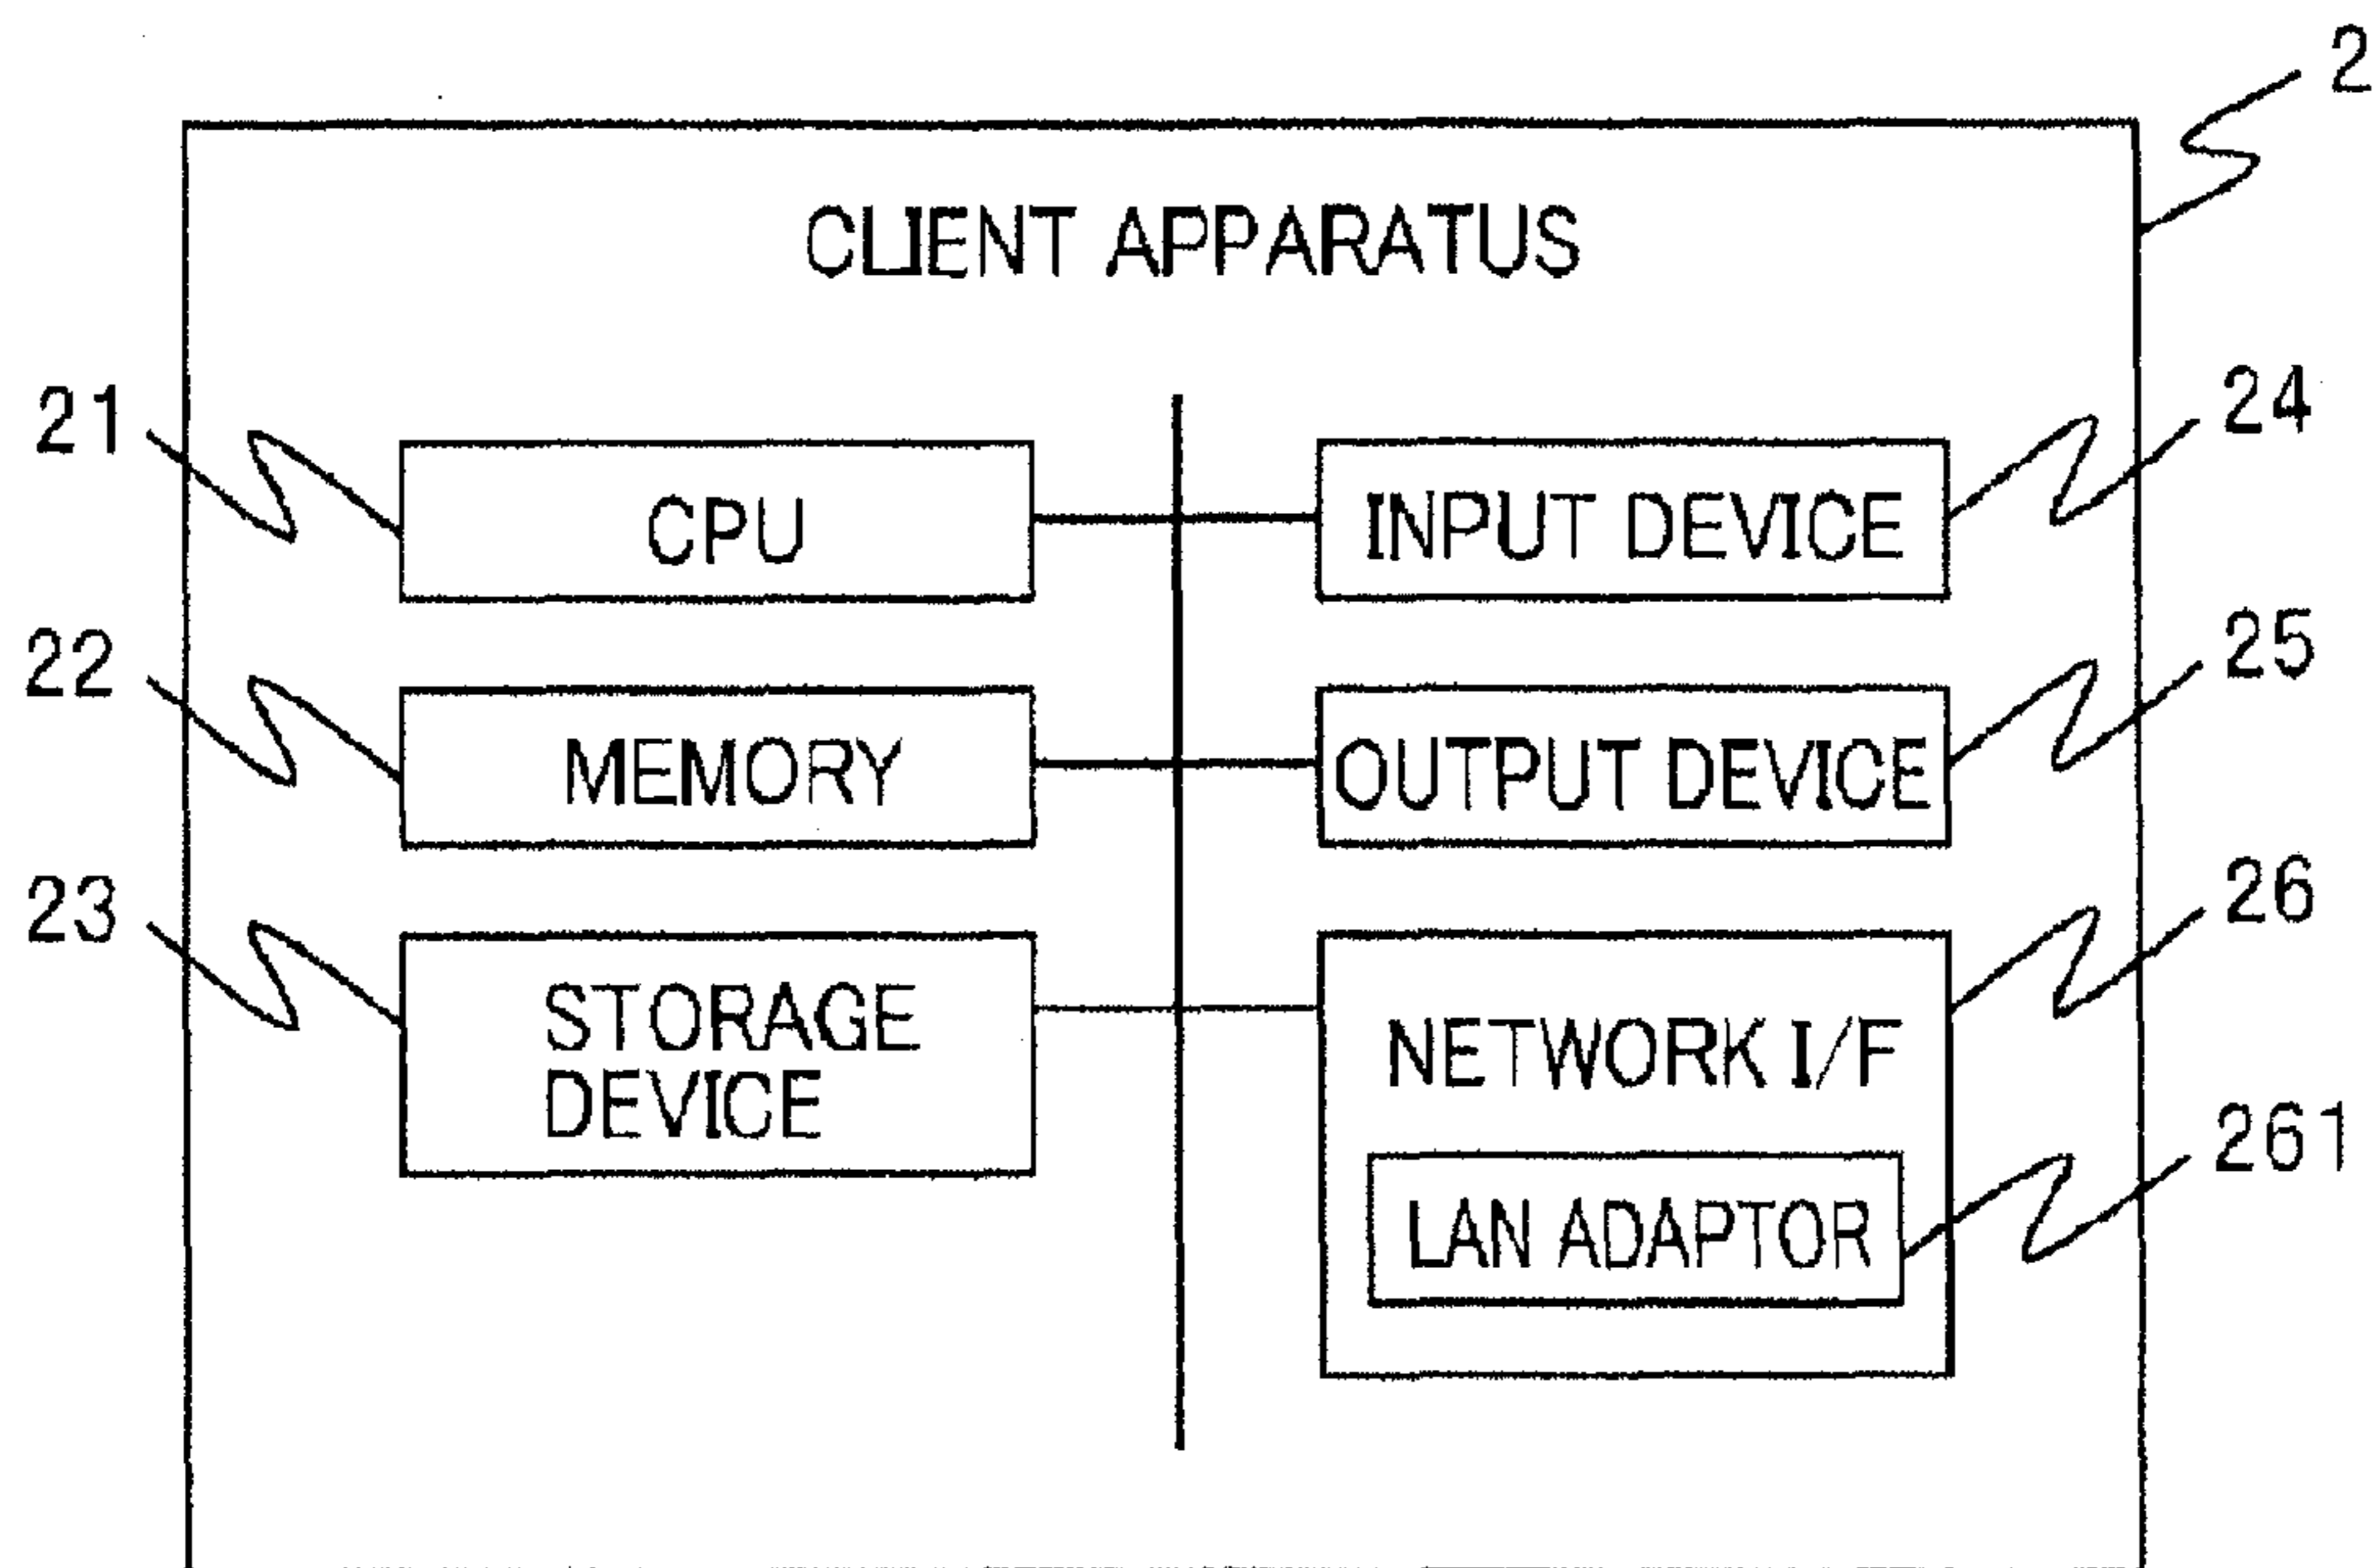 2
CLIENT APPARATUS
21
CPU
INPUT DEVICE
24
22
MEMORY
OUTPUT DEVICE
25
23
STORAGE
DEVICE
NETWORK I/F
26
LAN ADAPTOR
261